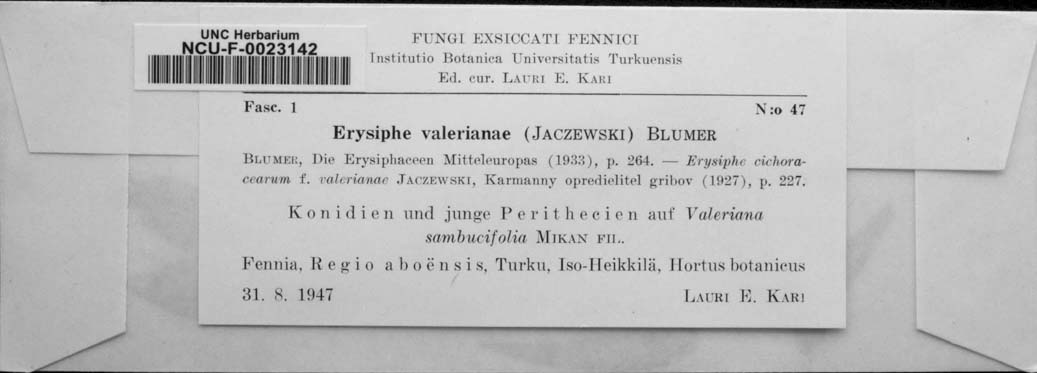 UNC Herbarium
NCU-F-0023142
FUNGI EXSICCATI FENNICI
Institutio Botanica Universitatis Turkuensis
Ed. cur. LAURI E. KARI
Fasc. 1 N:o 47
Erysiphe valerianae (JACZEWSKI) BLUMER
BLUMER, Die Erysiphaceen Mitteleuropas (1933), p. 264. — Erysiphe cichora-
cearum f. valerianae JACZEWSKI, Karmanny opredielitel gribov (1927), p. 227.
Konidien und junge Perithecien auf Valeriana
sambucifolia MIKAN FIL.
Fennia, Regio aboënsis, Turku, Iso-Heikkilä, Hortus botanicus
31. 8. 1947 LAURI E. KARI